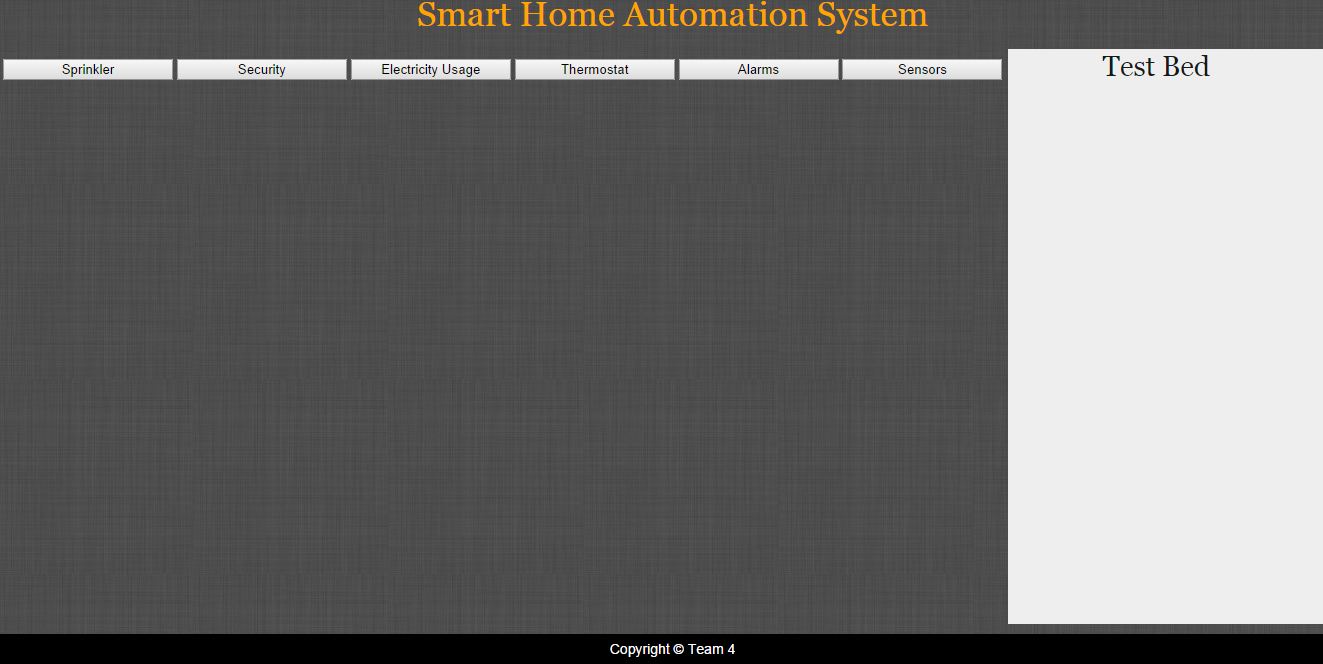 Smart Home Automation System
Sprinkler Security Electricity Usage Thermostat Alarms Sensors
Test Bed
Copyright © Team 4